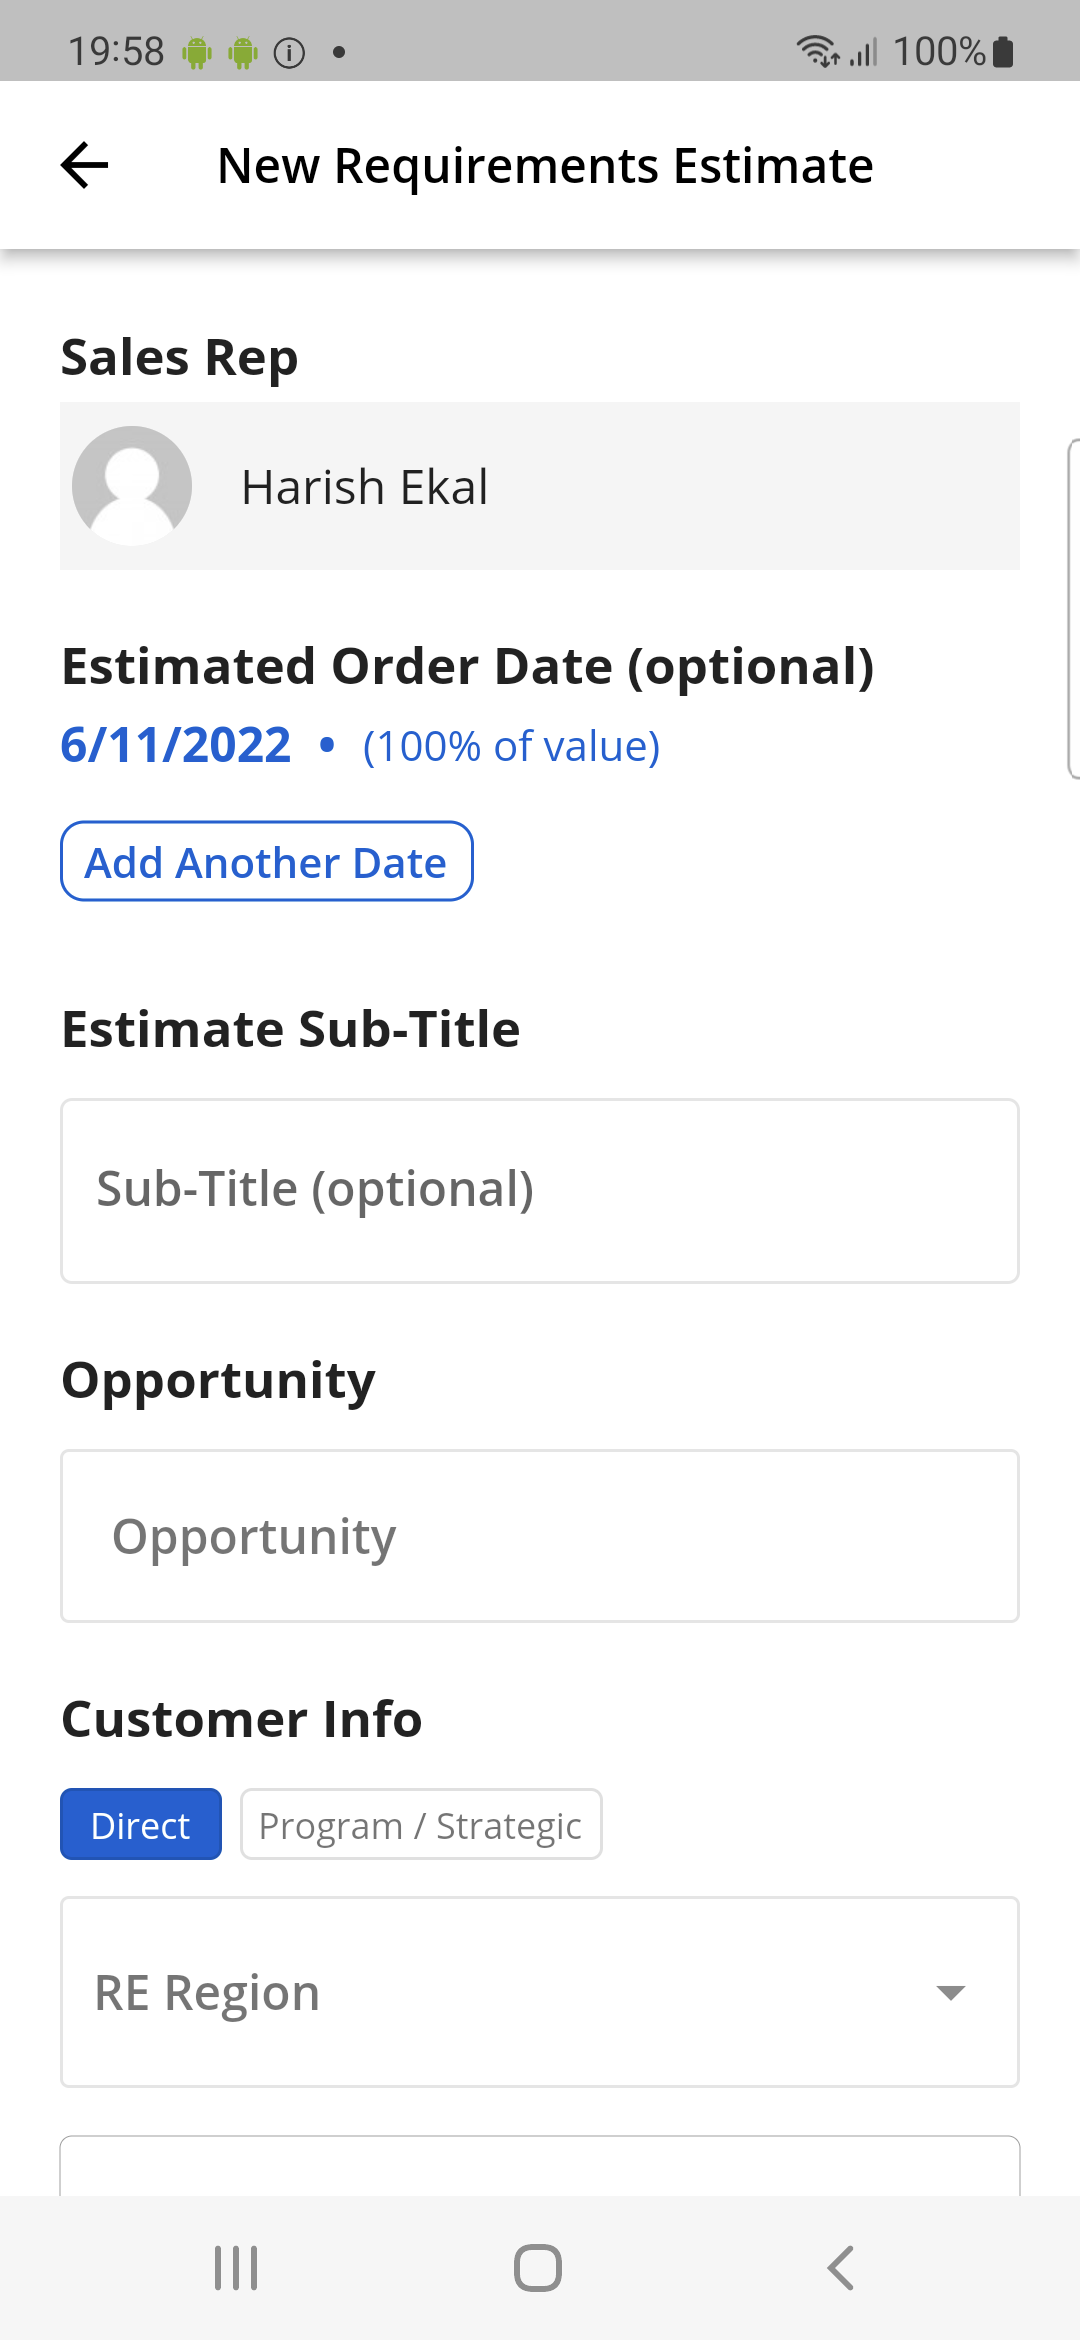 19:58 100%
New Requirements Estimate
Sales Rep
Harish Ekal
Estimated Order Date (optional)
6/11/2022 • (100% of value)
Add Another Date
Estimate Sub-Title
Sub-Title (optional)
Opportunity
Opportunity
Customer Info
Direct Program / Strategic
RE Region